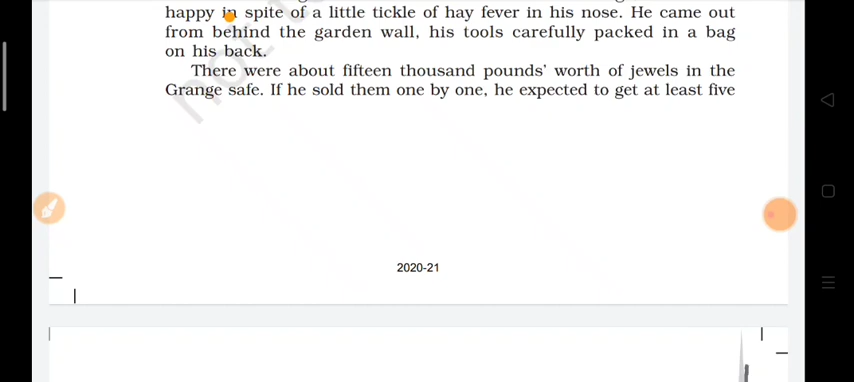 happy in spite of a little tickle of hay fever in his nose. He came out
from behind the garden wall, his tools carefully packed in a bag
on his back.
There were about fifteen thousand pounds' worth of jewels in the
Grange safe. If he sold them one by one, he expected to get at least five
2020-21